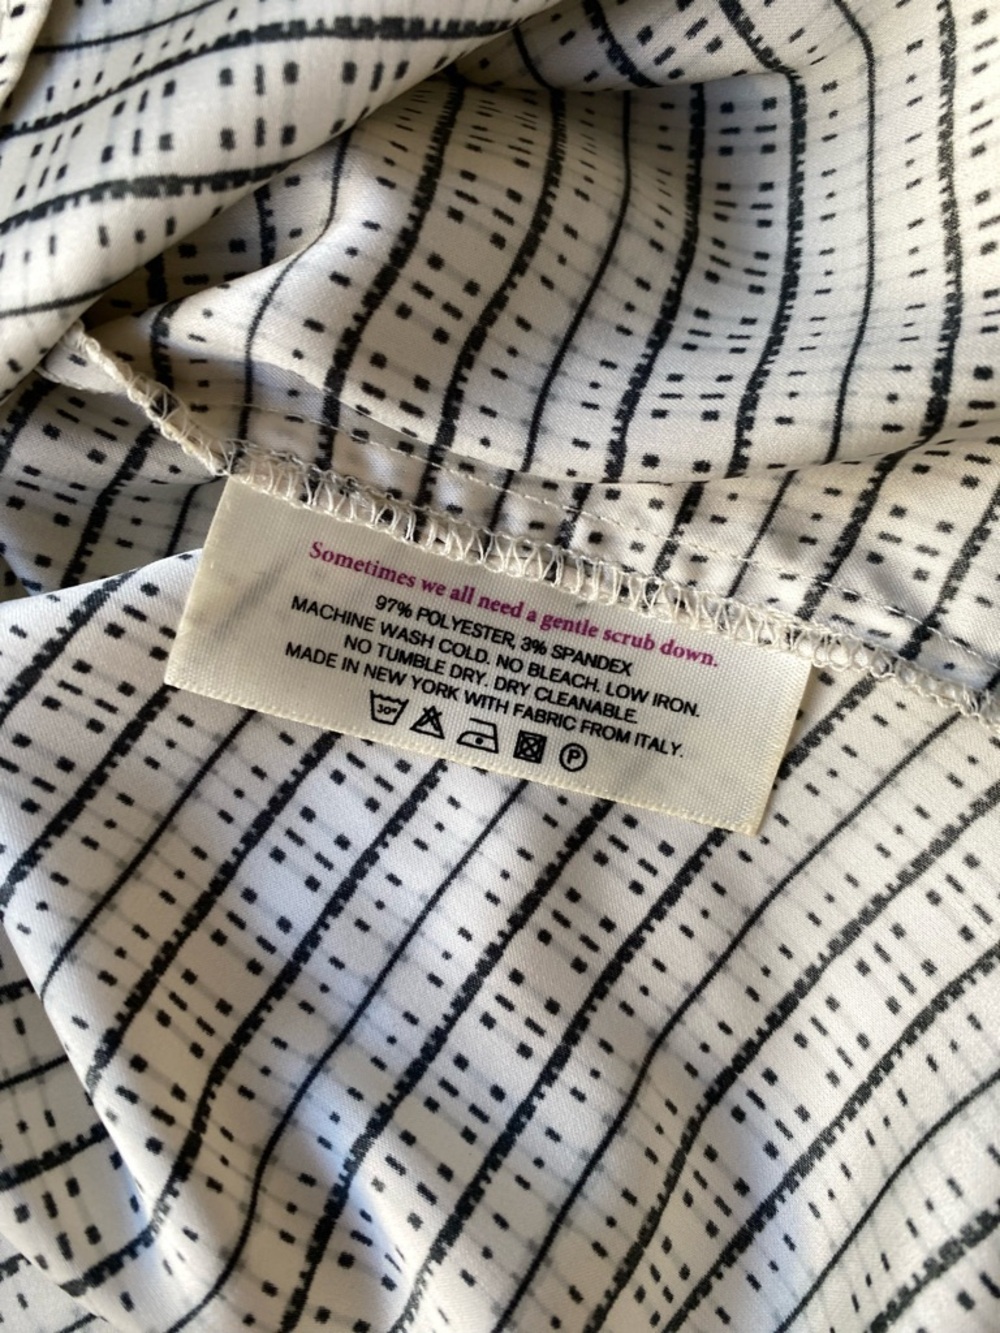 Sometimes we all need a gentle scrub down.
97% POLYESTER, 3% SPANDEX
MACHINE WASH COLD. NO BLEACH. LOW IRON.
NO TUMBLE DRY. DRY CLEANABLE.
MADE IN NEW YORK WITH FABRIC FROM ITALY.
30° P